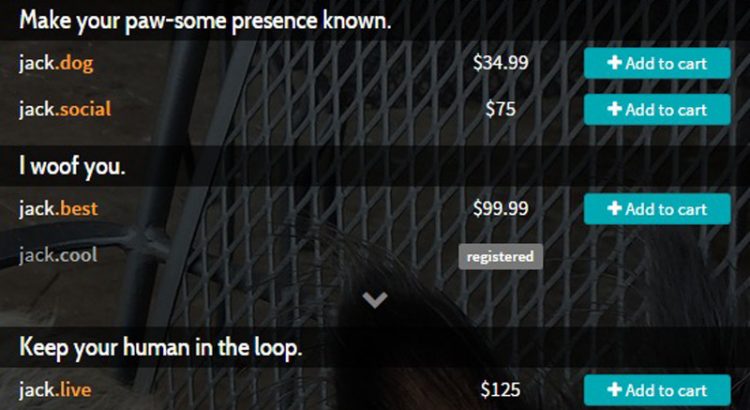 Make your paw-some presence known.
jack.dog $34.99 Add to cart
jack.social $75 Add to cart
I woof you.
jack.best $99.99 Add to cart
jack.cool registered
Keep your human in the loop.
jack.live $125 Add to cart